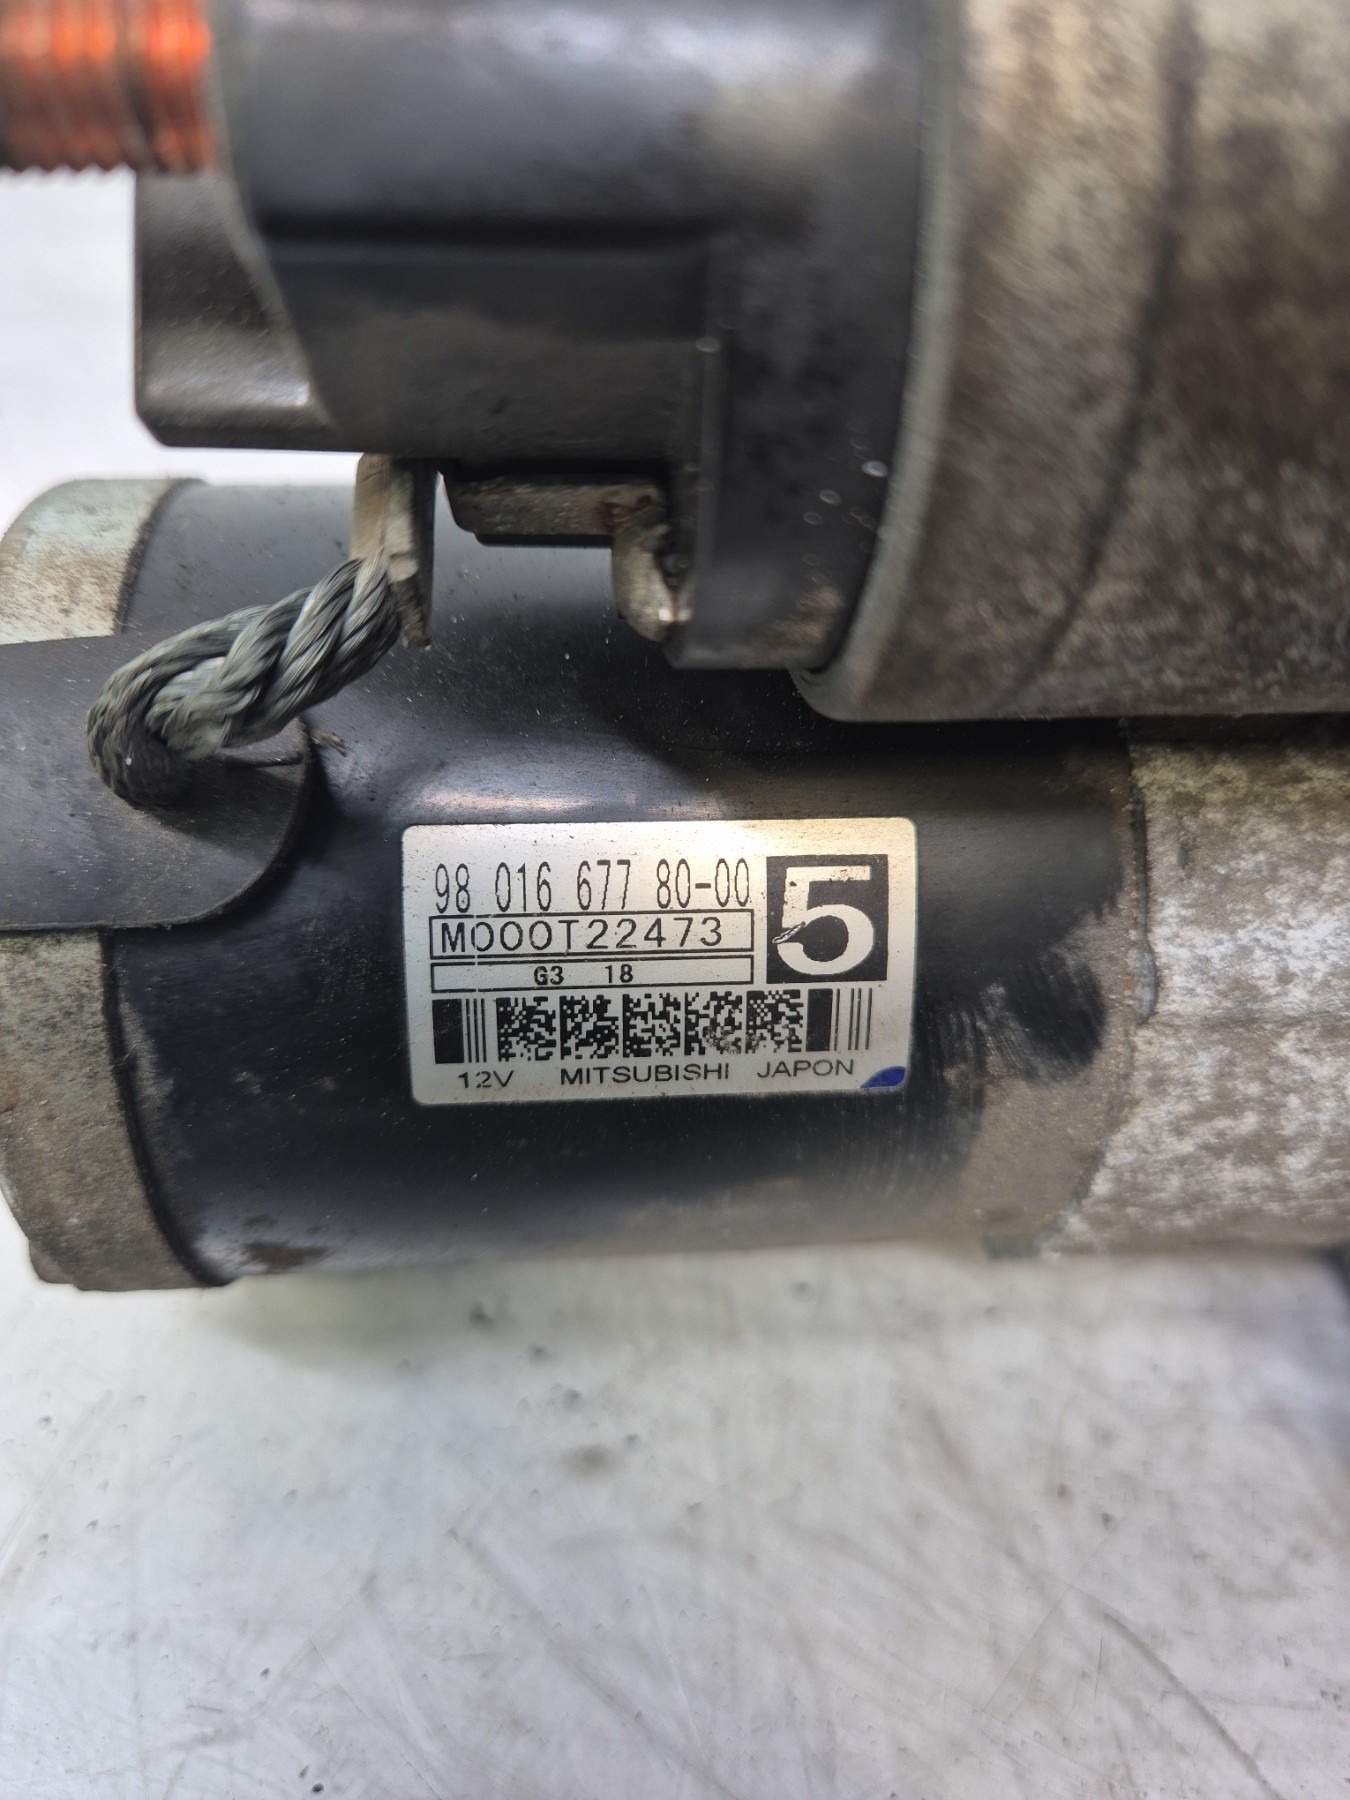 98 016 677 80-00
5
M000T22473
G3 18
12V MITSUBISHI JAPON